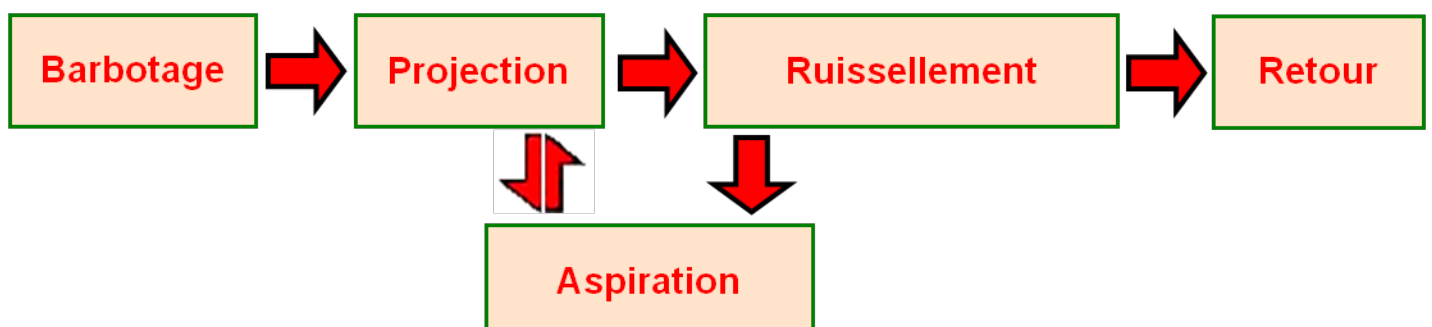 Barbotage
Projection
Ruissellement
Retour
Aspiration